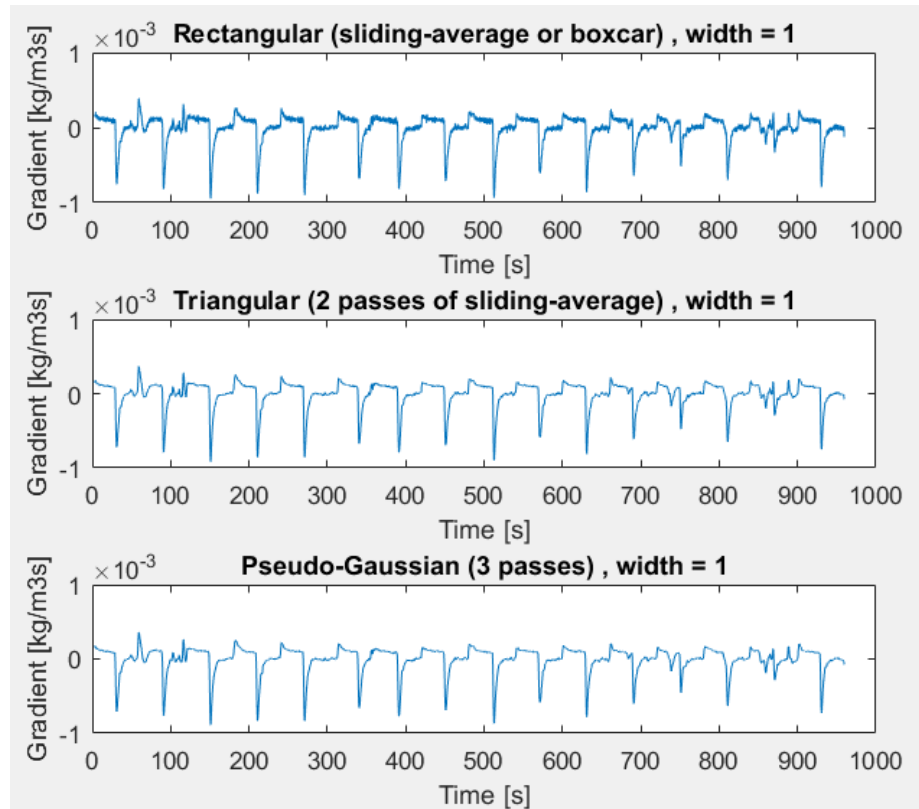 ×10⁻³
Rectangular (sliding-average or boxcar) , width = 1
Gradient [kg/m3s]
1
0
-1
0 100 200 300 400 500 600 700 800 900 1000
Time [s]
×10⁻³
Triangular (2 passes of sliding-average) , width = 1
Gradient [kg/m3s]
1
0
-1
0 100 200 300 400 500 600 700 800 900 1000
Time [s]
×10⁻³
Pseudo-Gaussian (3 passes) , width = 1
Gradient [kg/m3s]
1
0
-1
0 100 200 300 400 500 600 700 800 900 1000
Time [s]